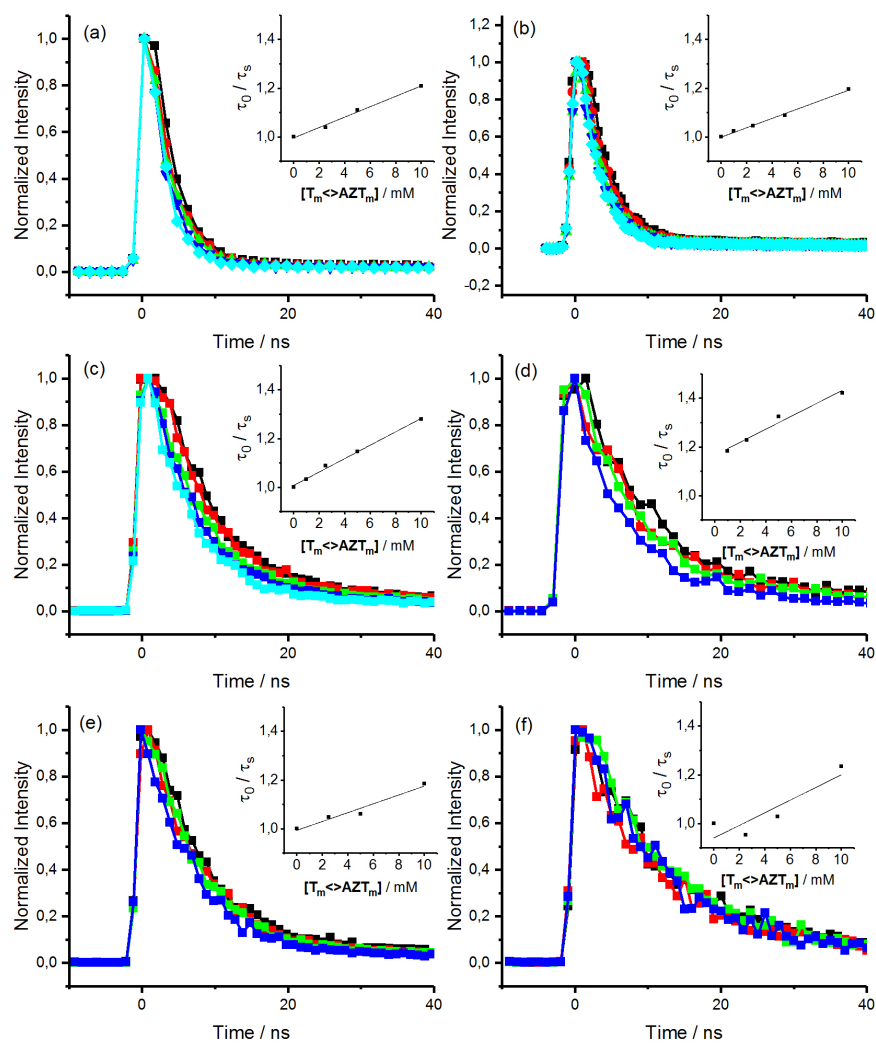 (a)
Normalized Intensity
1,0
0,8
0,6
0,4
0,2
0,0
0 20 40
Time / ns
τ0 / τs
1,4
1,2
1,0
0 2 4 6 8 10
[Tm<>AZTm] / mM
(b)
Normalized Intensity
1,2
1,0
0,8
0,6
0,4
0,2
0,0
-0,2
0 20 40
Time / ns
τ0 / τs
1,4
1,2
1,0
0 2 4 6 8 10
[Tm<>AZTm] / mM
(c)
Normalized Intensity
1,0
0,8
0,6
0,4
0,2
0,0
0 20 40
Time / ns
τ0 / τs
1,4
1,2
1,0
0 2 4 6 8 10
[Tm<>AZTm] / mM
(d)
Normalized Intensity
1,0
0,8
0,6
0,4
0,2
0,0
0 20 40
Time / ns
τ0 / τs
1,4
1,2
1,0
0 2 4 6 8 10
[Tm<>AZTm] / mM
(e)
Normalized Intensity
1,0
0,8
0,6
0,4
0,2
0,0
0 20 40
Time / ns
τ0 / τs
1,4
1,2
1,0
0 2 4 6 8 10
[Tm<>AZTm] / mM
(f)
Normalized Intensity
1,0
0,8
0,6
0,4
0,2
0,0
0 20 40
Time / ns
τ0 / τs
1,4
1,2
1,0
0 2 4 6 8 10
[Tm<>AZTm] / mM